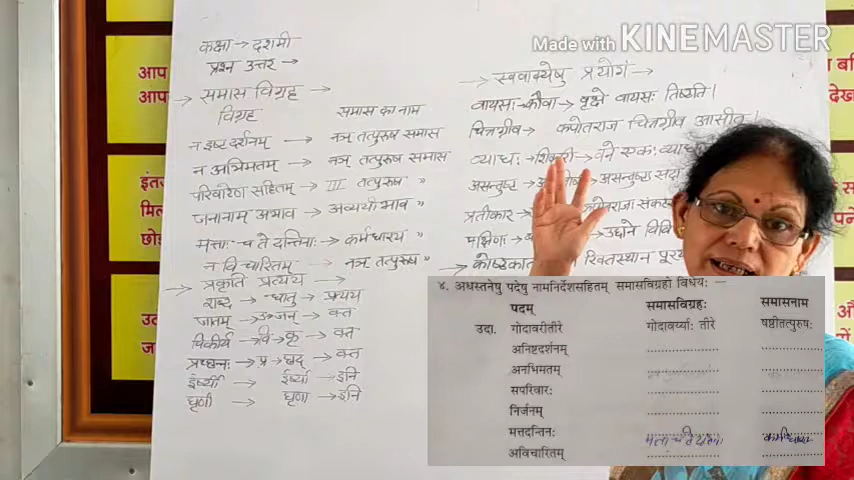 Made with KINEMASTER
कक्षा → दशमी
प्रश्न उत्तर →
→ समास विग्रह →
विग्रह समास का नाम
न इष्ट दर्शनम् → नञ् तत्पुरुष समास
न अभिमतम् → नञ् तत्पुरुष समास
परिवारेण सहितम् → III तत्पुरुष "
जनानाम् अभाव → अव्ययी भाव "
मत्ताः च ते दन्तिनाः → कर्मधारय "
न विचारितम् → नञ् तत्पुरुष "
→ प्रकृति प्रत्यय →
शब्द → धातु → प्रत्यय
जातम् → जन् → क्त
चिकीर्ष → कृ → क्त
प्रच्छन्नः → प्र → छद् → क्त
ईर्ष्यी → ईर्ष्या → इनि
घृणी → घृणा → इनि
→ स्ववाक्येषु प्रयोगं →
वायसः → कौवा → वृक्षे वायसः तिष्ठति।
चित्रग्रीव → कपोतराज चित्रग्रीव आसीत्।
व्याधः → शिकारी → वने एकः व्याध
असन्तुष्ट → → असन्तुष्ट सदा
प्रतीकार →
पक्षिणः → → उद्याने
→ कोष्ठकात् रिक्तस्थान
४. अधस्तनेषु पदेषु नामनिर्देशसहितम् समासविग्रहो विधेयः —
पदम् समासविग्रहः समासनाम
उदा. गोदावरीतीरे गोदावर्य्याः तीरे षष्ठीतत्पुरुषः
अनिष्टदर्शनम्
अनभिमतम्
सपरिवारः
निर्जनम्
मत्तदन्तिनः
अविचारितम्
आप
आपं
मिल
छो